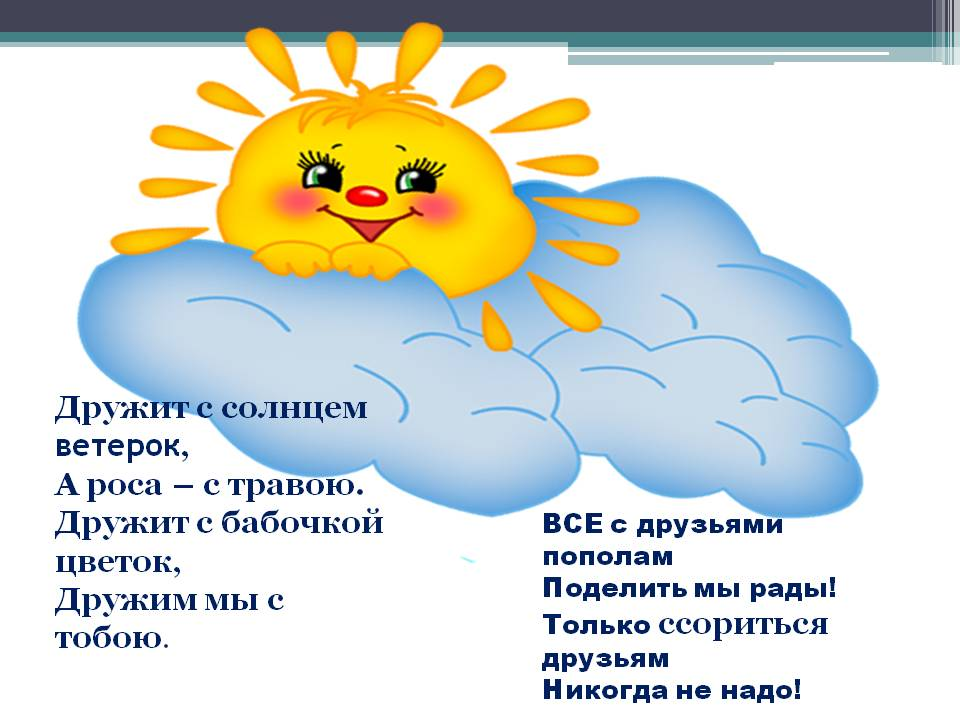 Дружит с солнцем
ветерок,
А роса – с травою.
Дружит с бабочкой
цветок,
Дружим мы с
тобою.
ВСЕ с друзьями
пополам
Поделить мы рады!
Только ссориться
друзьям
Никогда не надо!